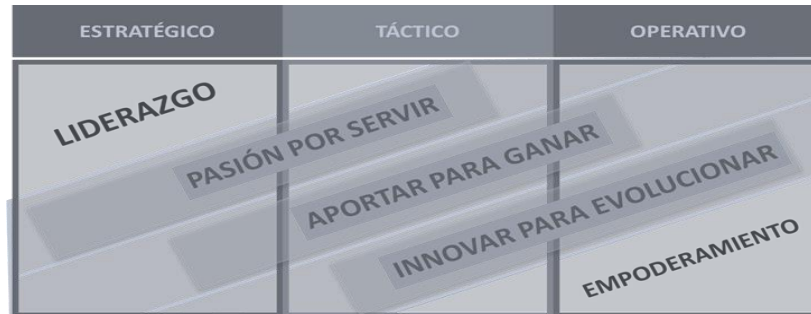 ESTRATÉGICO
TÁCTICO
OPERATIVO
LIDERAZGO
PASIÓN POR SERVIR
APORTAR PARA GANAR
INNOVAR PARA EVOLUCIONAR
EMPODERAMIENTO